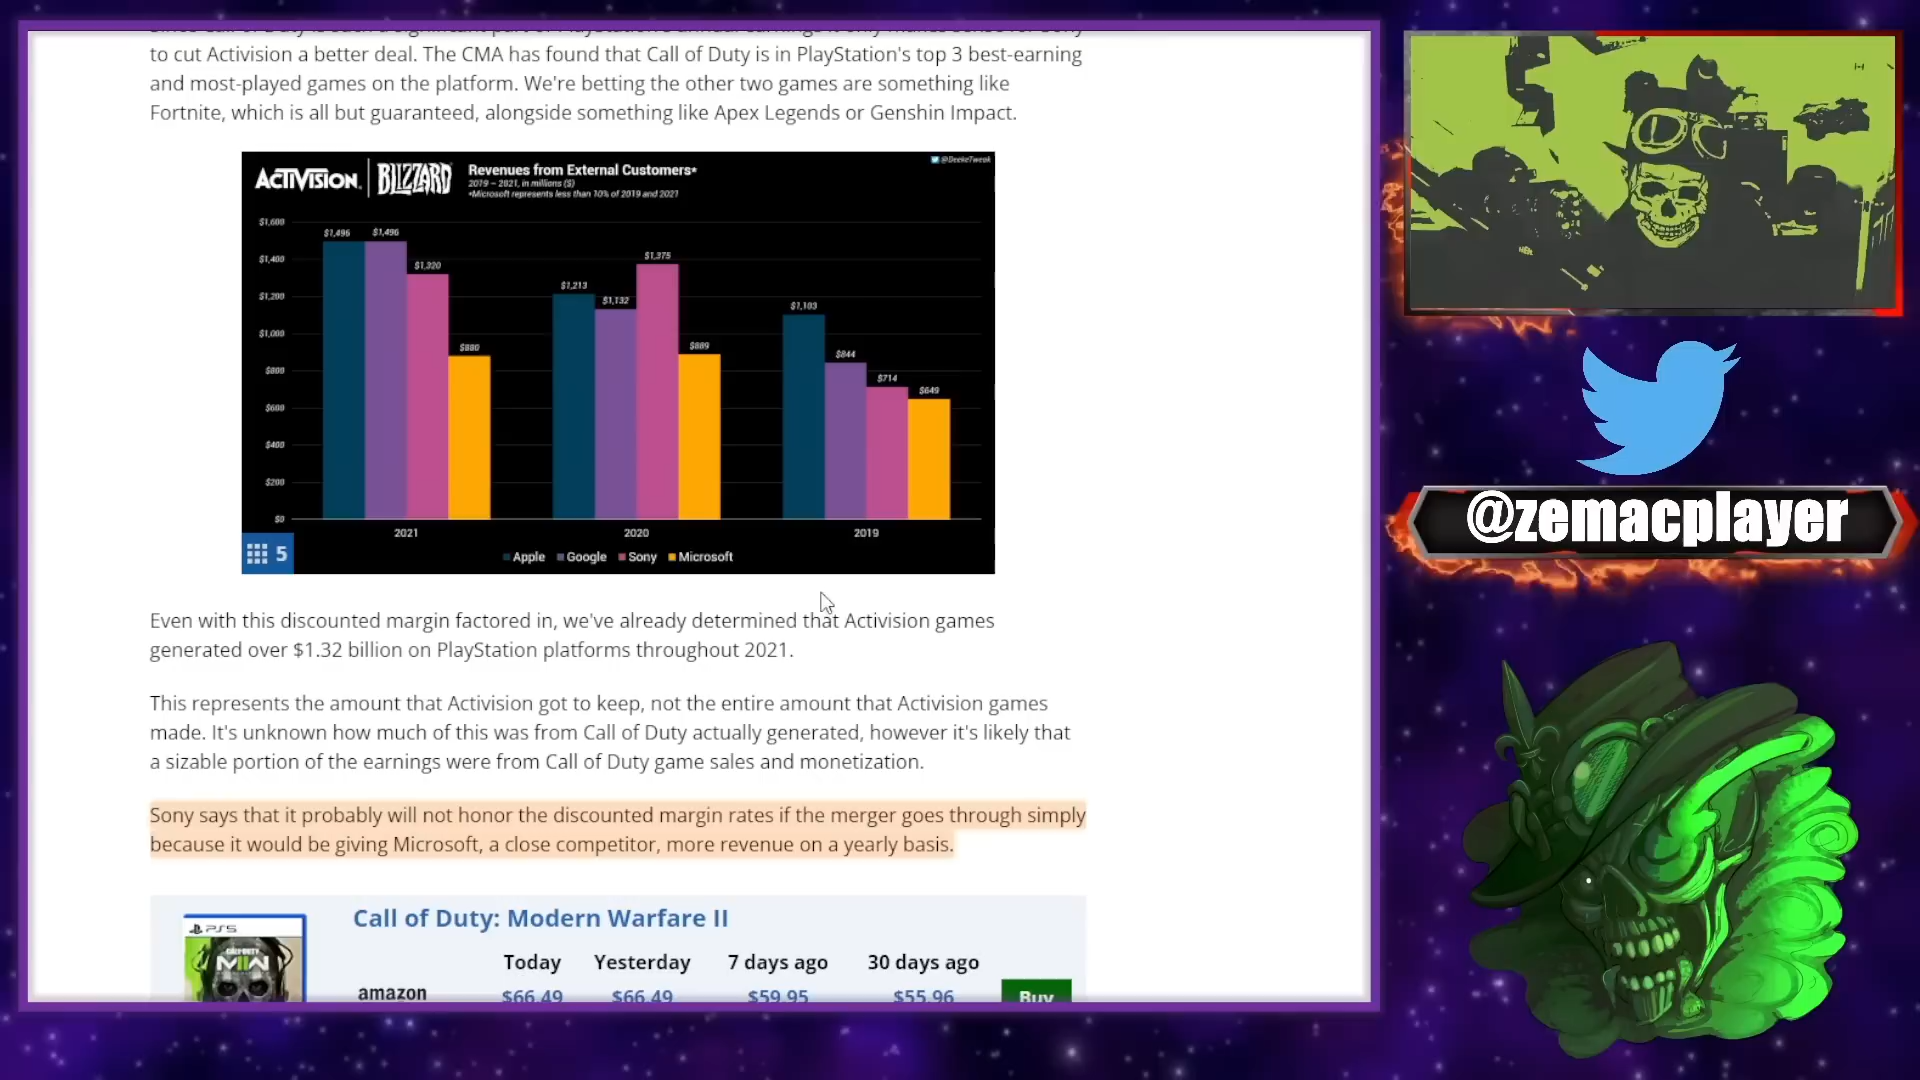 to cut Activision a better deal. The CMA has found that Call of Duty is in PlayStation's top 3 best-earning
and most-played games on the platform. We're betting the other two games are something like
Fortnite, which is all but guaranteed, alongside something like Apex Legends or Genshin Impact.
ACTIVISION | BLIZZARD
Revenues from External Customers*
2019 - 2021, in millions ($)
*Microsoft represents less than 10% of 2019 and 2021
@DeekeTweak
$1,600
$1,400
$1,200
$1,000
$800
$600
$400
$200
$0
$1,496 $1,496 $1,320 $880
$1,213 $1,132 $1,375 $889
$1,103 $844 $714 $649
2021 2020 2019
Apple Google Sony Microsoft
5
Even with this discounted margin factored in, we've already determined that Activision games
generated over $1.32 billion on PlayStation platforms throughout 2021.
This represents the amount that Activision got to keep, not the entire amount that Activision games
made. It's unknown how much of this was from Call of Duty actually generated, however it's likely that
a sizable portion of the earnings were from Call of Duty game sales and monetization.
Sony says that it probably will not honor the discounted margin rates if the merger goes through simply
because it would be giving Microsoft, a close competitor, more revenue on a yearly basis.
PS5
CALL OF DUTY
MWII
Call of Duty: Modern Warfare II
Today Yesterday 7 days ago 30 days ago
amazon $66.49 $66.49 $59.95 $55.96 Buy
@zemacplayer